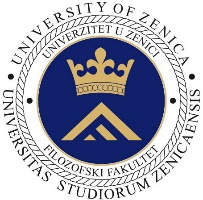 UNIVERSITY OF ZENICA
UNIVERSITAS STUDIORUM ZENICAENSIS
UNIVERZITET U ZENICI
FILOZOFSKI FAKULTET